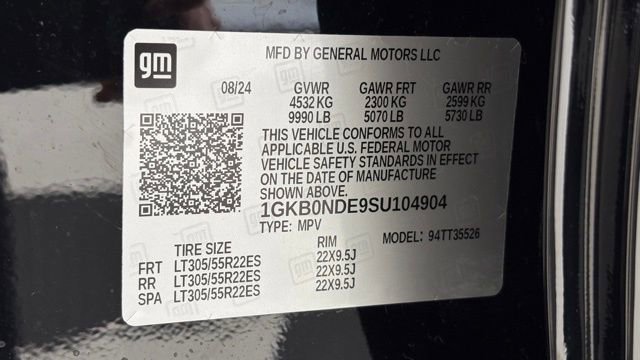 gm
MFD BY GENERAL MOTORS LLC
08/24 GVWR GAWR FRT GAWR RR
4532 KG 2300 KG 2599 KG
9990 LB 5070 LB 5730 LB
THIS VEHICLE CONFORMS TO ALL
APPLICABLE U.S. FEDERAL MOTOR
VEHICLE SAFETY STANDARDS IN EFFECT
ON THE DATE OF MANUFACTURE
SHOWN ABOVE.
1GKB0NDE9SU104904
TYPE: MPV MODEL: 94TT35526
TIRE SIZE RIM
FRT LT305/55R22ES 22X9.5J
RR LT305/55R22ES 22X9.5J
SPA LT305/55R22ES 22X9.5J